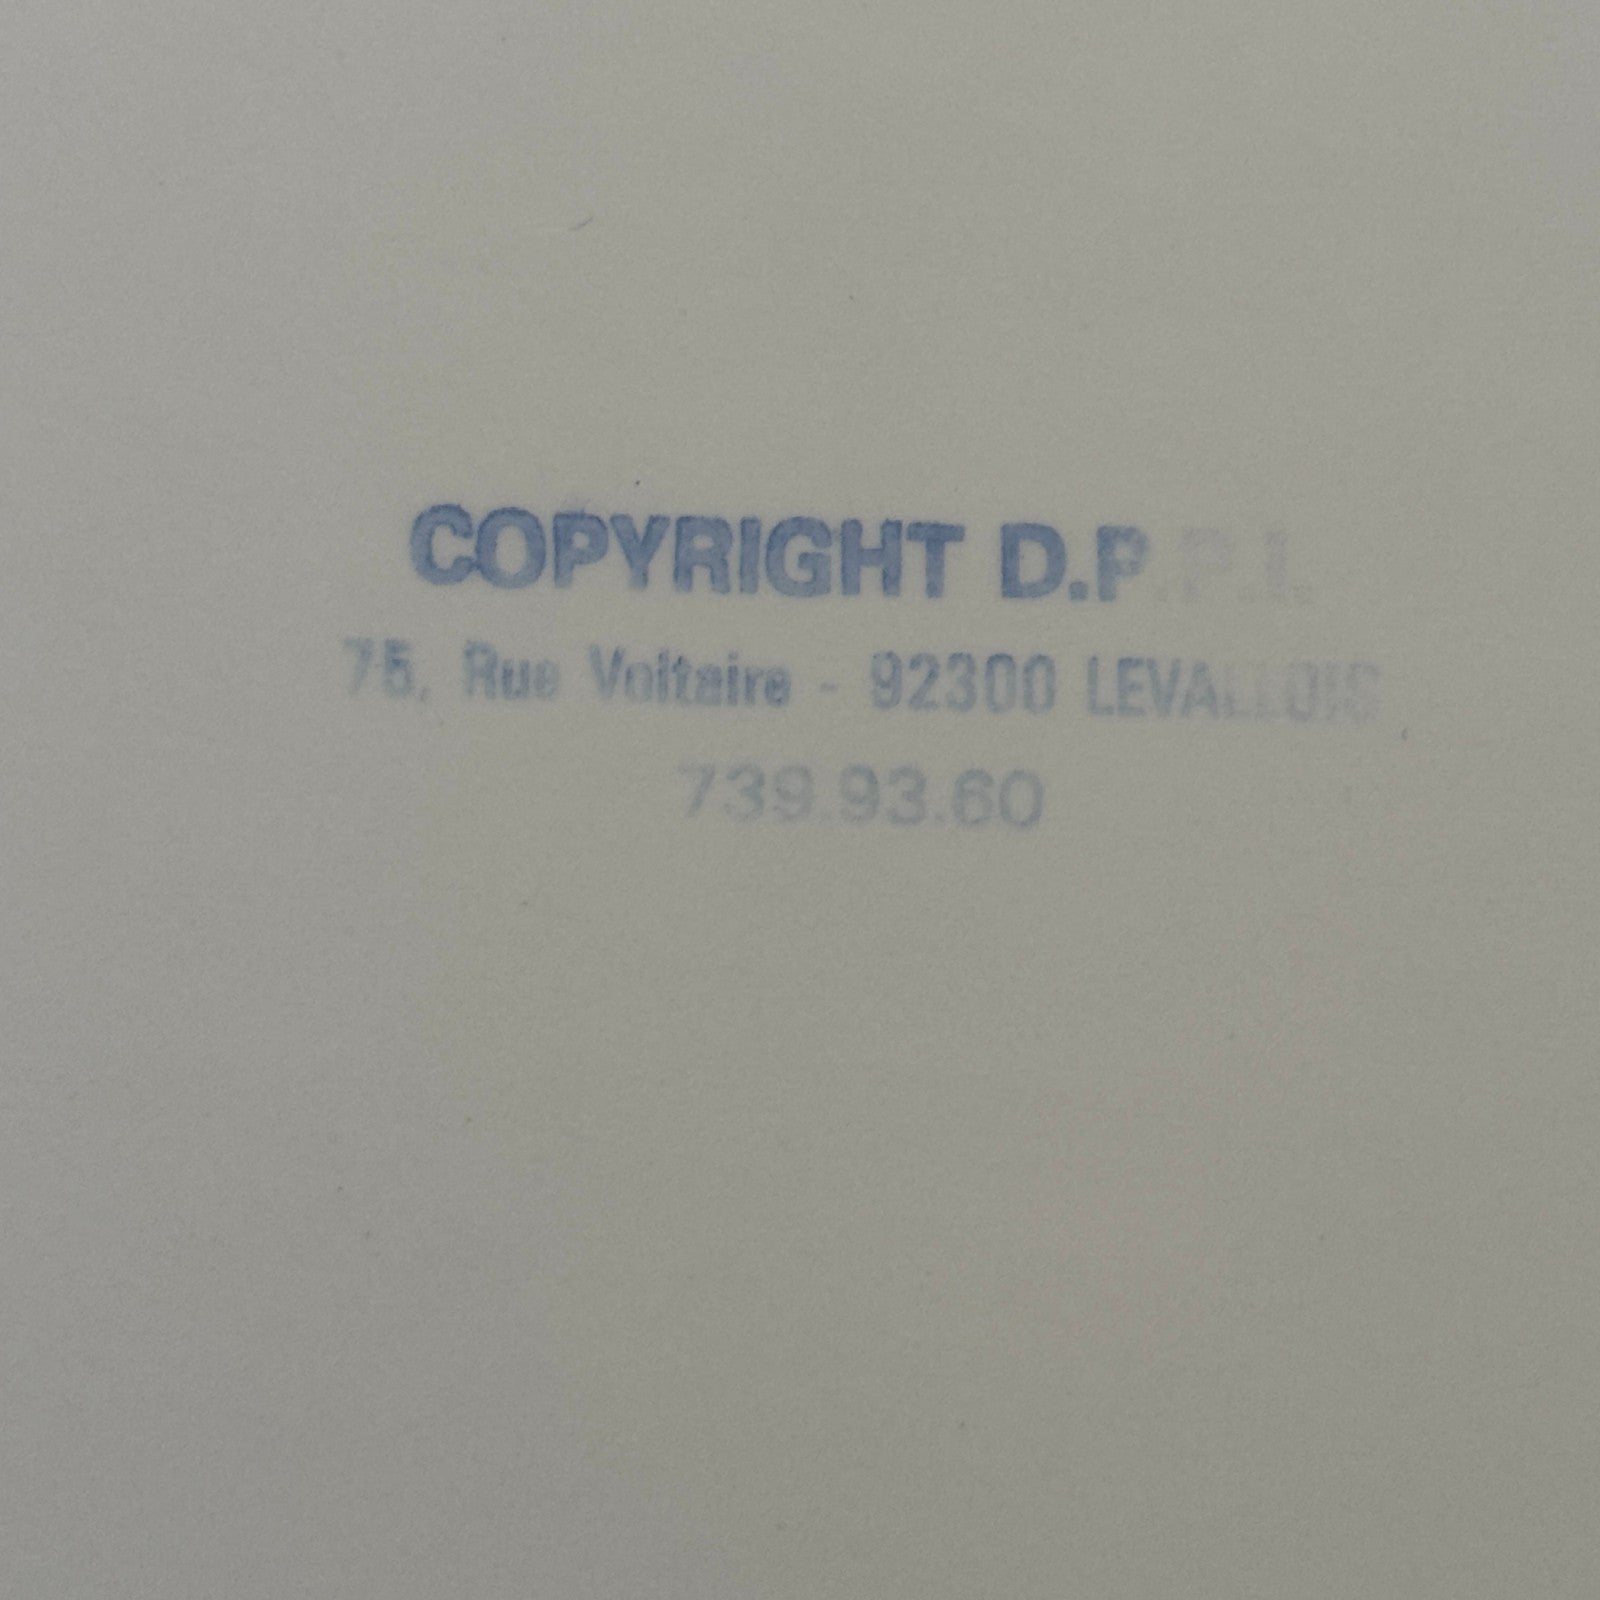 COPYRIGHT D.P.P.I.
75, Rue Voltaire - 92300 LEVALLOIS
739.93.60